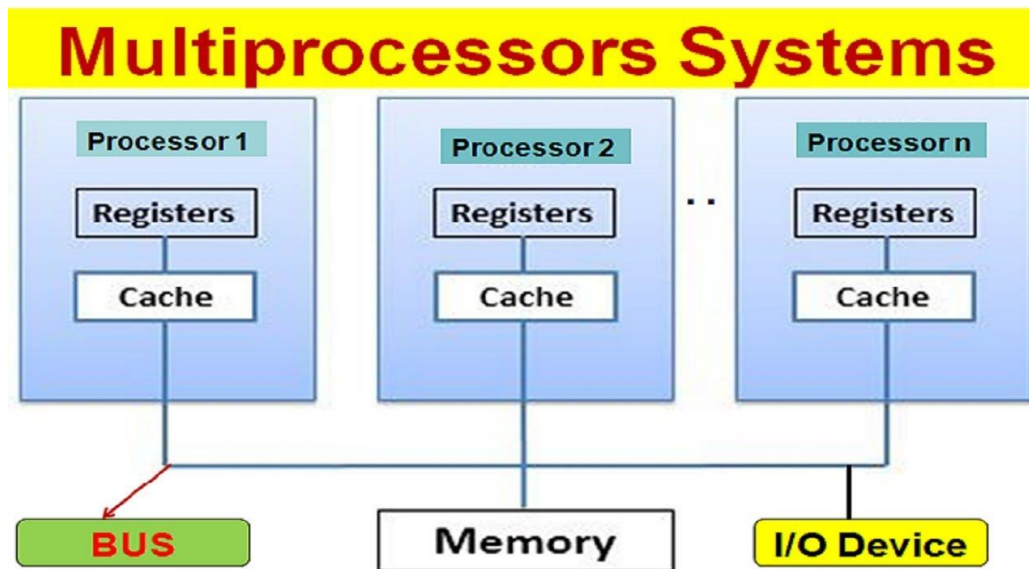 Multiprocessors Systems
Processor 1
Processor 2
Processor n
Registers
Registers
. .
Registers
Cache
Cache
Cache
BUS
Memory
I/O Device